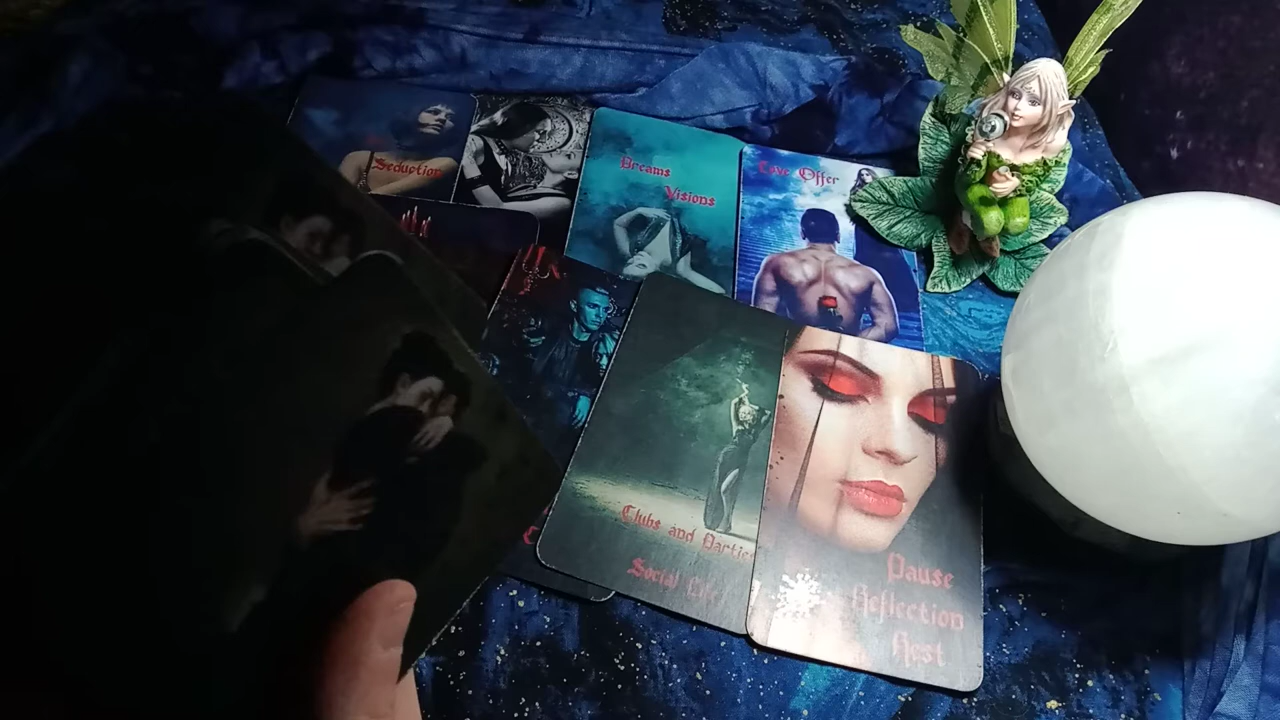 Seduction
Dreams
Visions
Love Offer
Clubs and Parties
Social Life
Pause
Reflection
Rest